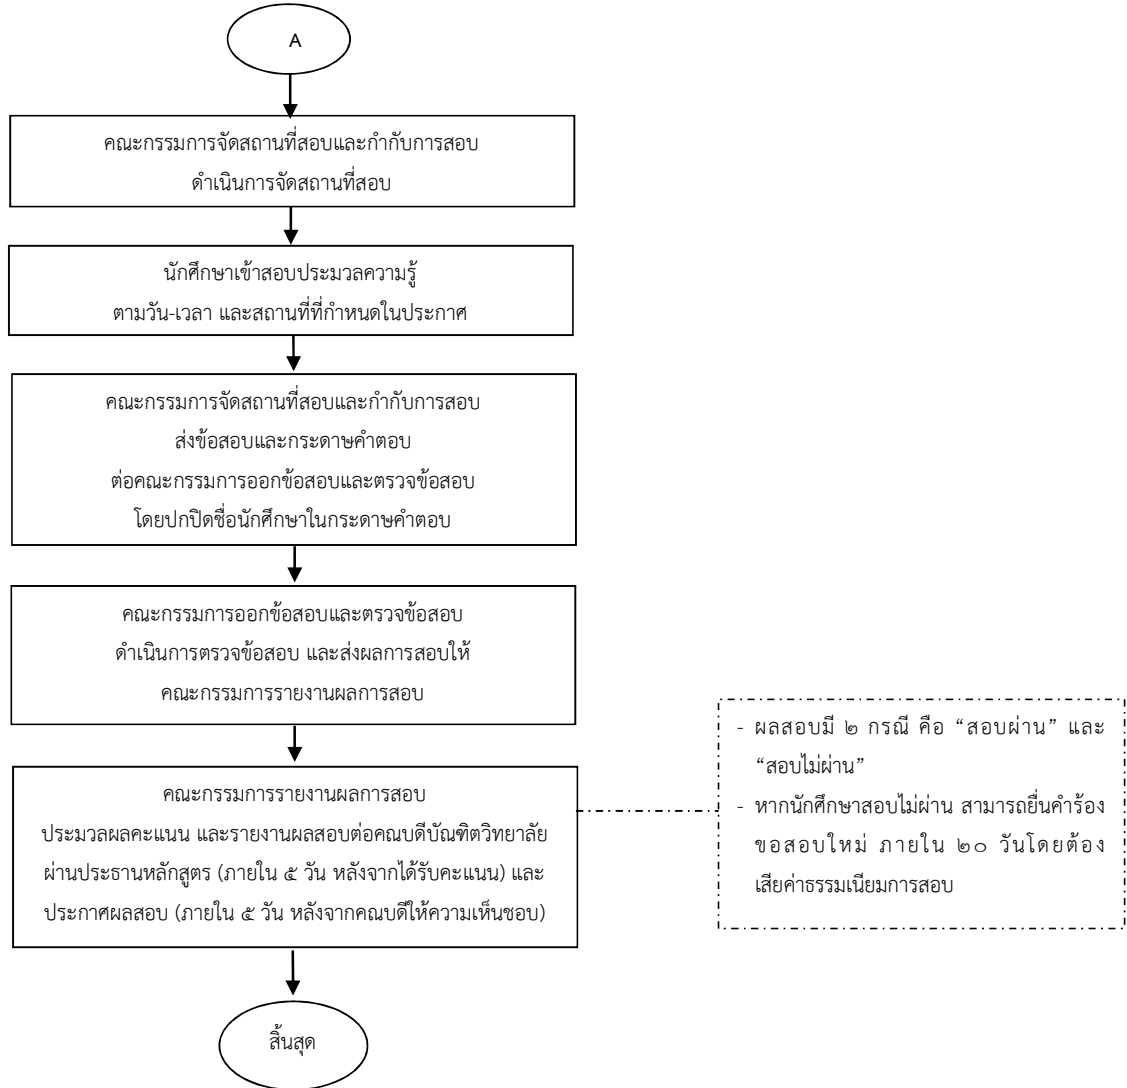 A
คณะกรรมการจัดสถานที่สอบและกำกับการสอบ
ดำเนินการจัดสถานที่สอบ
นักศึกษาเข้าสอบประมวลความรู้
ตามวัน-เวลา และสถานที่ที่กำหนดในประกาศ
คณะกรรมการจัดสถานที่สอบและกำกับการสอบ
ส่งข้อสอบและกระดาษคำตอบ
ต่อคณะกรรมการออกข้อสอบและตรวจข้อสอบ
โดยปกปิดชื่อนักศึกษาในกระดาษคำตอบ
คณะกรรมการออกข้อสอบและตรวจข้อสอบ
ดำเนินการตรวจข้อสอบ และส่งผลการสอบให้
คณะกรรมการรายงานผลการสอบ
คณะกรรมการรายงานผลการสอบ
ประมวลผลคะแนน และรายงานผลสอบต่อคณบดีบัณฑิตวิทยาลัย
ผ่านประธานหลักสูตร (ภายใน ๕ วัน หลังจากได้รับคะแนน) และ
ประกาศผลสอบ (ภายใน ๕ วัน หลังจากคณบดีให้ความเห็นชอบ)
- ผลสอบมี ๒ กรณี คือ “สอบผ่าน” และ
“สอบไม่ผ่าน”
- หากนักศึกษาสอบไม่ผ่าน สามารถยื่นคำร้อง
ขอสอบใหม่ ภายใน ๒๐ วันโดยต้อง
เสียค่าธรรมเนียมการสอบ
สิ้นสุด